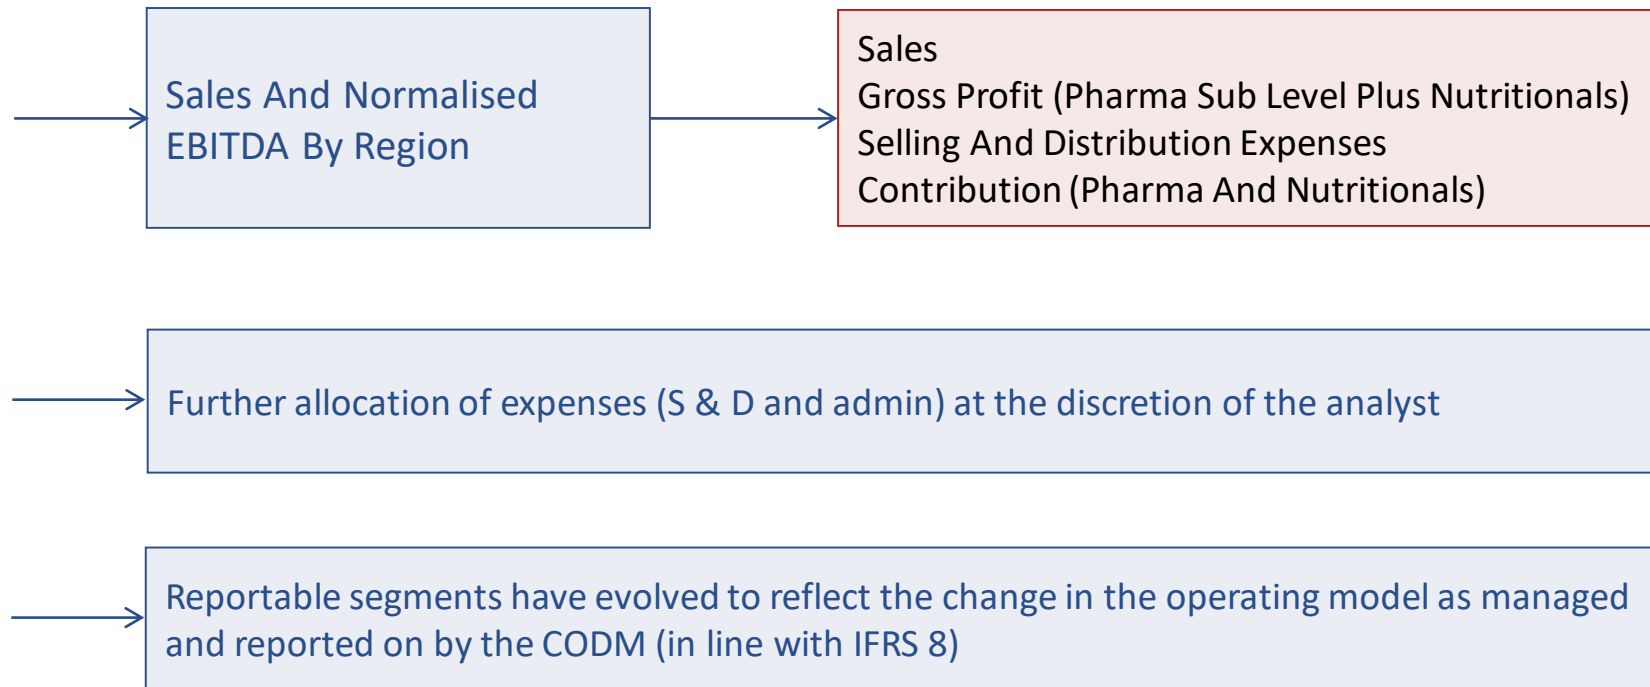 Sales And Normalised
EBITDA By Region
Sales
Gross Profit (Pharma Sub Level Plus Nutritionals)
Selling And Distribution Expenses
Contribution (Pharma And Nutritionals)
Further allocation of expenses (S & D and admin) at the discretion of the analyst
Reportable segments have evolved to reflect the change in the operating model as managed
and reported on by the CODM (in line with IFRS 8)